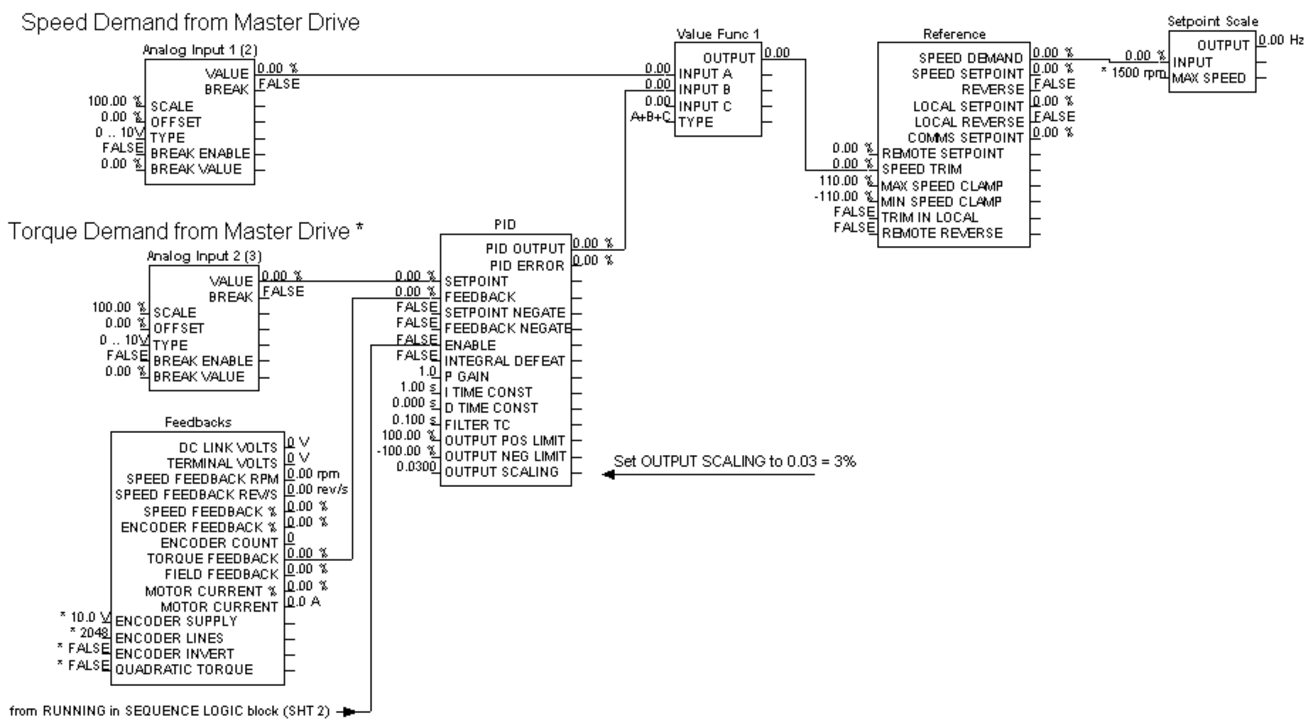 Speed Demand from Master Drive
Analog Input 1 (2)
VALUE 0.00 %
BREAK FALSE
100.00 % SCALE
0.00 % OFFSET
0 .. 10V TYPE
FALSE BREAK ENABLE
0.00 % BREAK VALUE
Value Func 1
OUTPUT 0.00
0.00 INPUT A
0.00 INPUT B
0.00 INPUT C
A+B+C TYPE
Reference
SPEED DEMAND 0.00 %
SPEED SETPOINT 0.00 %
REVERSE FALSE
LOCAL SETPOINT 0.00 %
LOCAL REVERSE FALSE
COMMS SETPOINT 0.00 %
0.00 % REMOTE SETPOINT
0.00 % SPEED TRIM
110.00 % MAX SPEED CLAMP
-110.00 % MIN SPEED CLAMP
FALSE TRIM IN LOCAL
FALSE REMOTE REVERSE
Setpoint Scale
OUTPUT 0.00 Hz
0.00 % INPUT
* 1500 rpm MAX SPEED
Torque Demand from Master Drive *
Analog Input 2 (3)
VALUE 0.00 %
BREAK FALSE
100.00 % SCALE
0.00 % OFFSET
0 .. 10V TYPE
FALSE BREAK ENABLE
0.00 % BREAK VALUE
PID
PID OUTPUT 0.00 %
PID ERROR 0.00 %
0.00 % SETPOINT
0.00 % FEEDBACK
FALSE SETPOINT NEGATE
FALSE FEEDBACK NEGATE
FALSE ENABLE
FALSE INTEGRAL DEFEAT
1.0 P GAIN
1.00 s I TIME CONST
0.000 s D TIME CONST
0.100 s FILTER TC
100.00 % OUTPUT POS LIMIT
-100.00 % OUTPUT NEG LIMIT
0.0300 OUTPUT SCALING
Set OUTPUT SCALING to 0.03 = 3%
Feedbacks
DC LINK VOLTS 0 V
TERMINAL VOLTS 0 V
SPEED FEEDBACK RPM 0.00 rpm
SPEED FEEDBACK REV/S 0.00 rev/s
SPEED FEEDBACK % 0.00 %
ENCODER FEEDBACK % 0.00 %
ENCODER COUNT 0
TORQUE FEEDBACK 0.00 %
FIELD FEEDBACK 0.00 %
MOTOR CURRENT % 0.00 %
MOTOR CURRENT 0.0 A
* 10.0 V ENCODER SUPPLY
* 2048 ENCODER LINES
* FALSE ENCODER INVERT
* FALSE QUADRATIC TORQUE
from RUNNING in SEQUENCE LOGIC block (SHT 2)